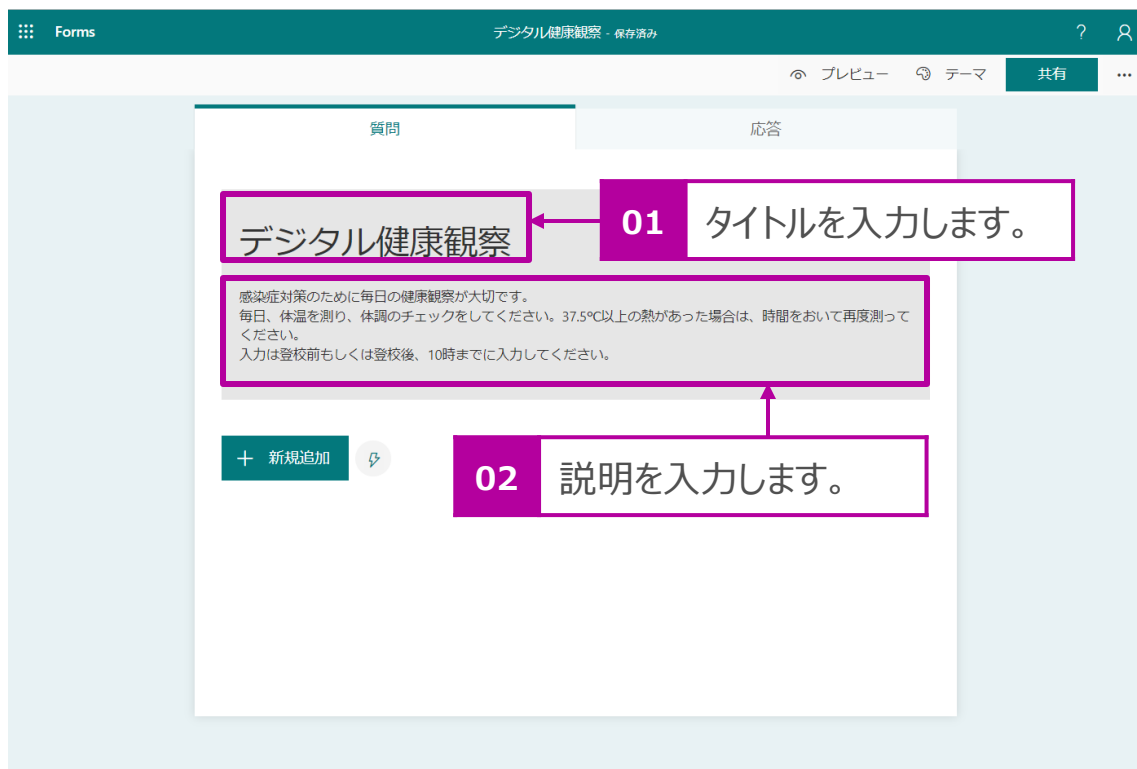 Forms
デジタル健康観察 - 保存済み
?
プレビュー
テーマ
共有
...
質問
応答
デジタル健康観察
01
タイトルを入力します。
感染症対策のために毎日の健康観察が大切です。
毎日、体温を測り、体調のチェックをしてください。37.5℃以上の熱があった場合は、時間をおいて再度測って
ください。
入力は登校前もしくは登校後、10時までに入力してください。
+ 新規追加
02
説明を入力します。